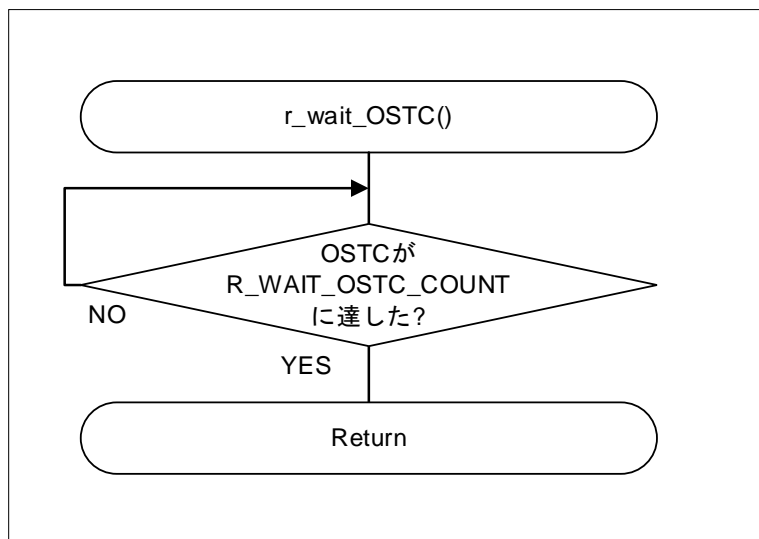 r_wait_OSTC()
OSTCが
R_WAIT_OSTC_COUNT
に達した?
NO
YES
Return